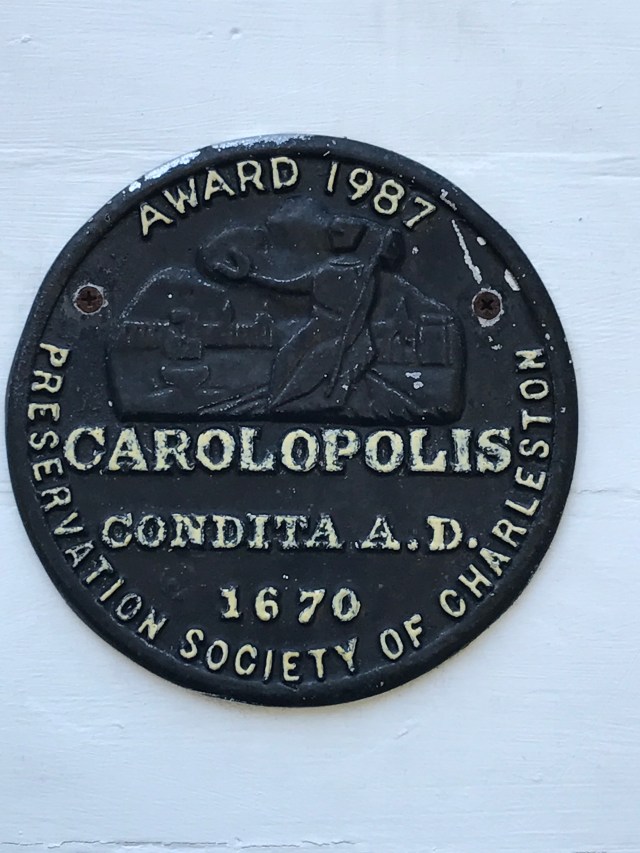 AWARD 1987
CAROLOPOLIS
CONDITA A.D.
1670
PRESERVATION SOCIETY OF CHARLESTON